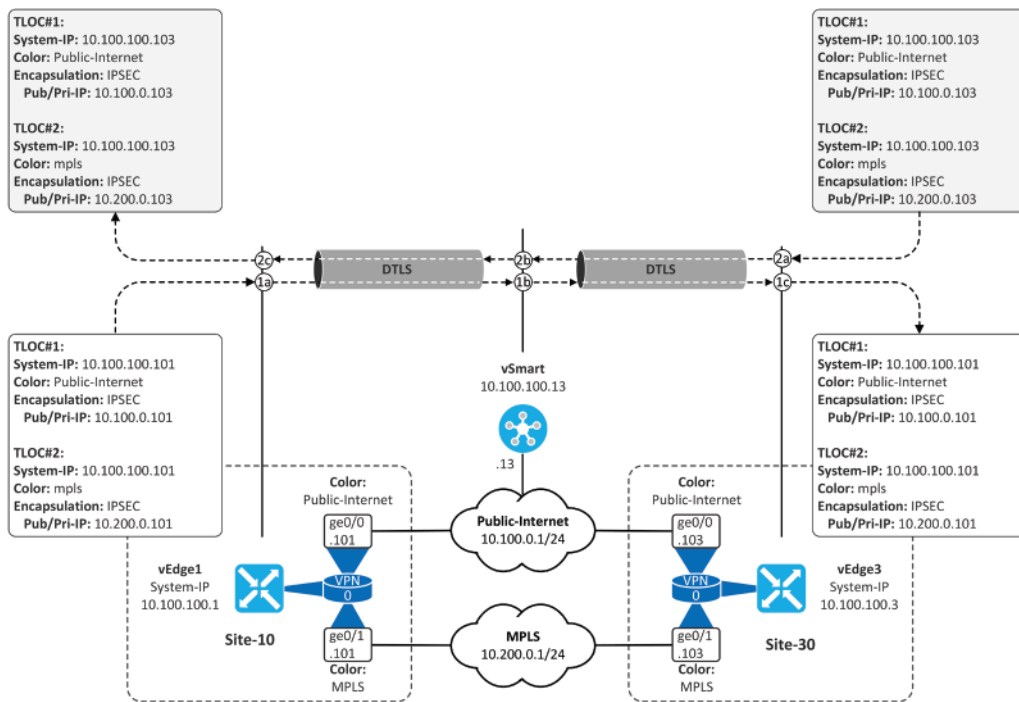 TLOC#1:
System-IP: 10.100.100.103
Color: Public-Internet
Encapsulation: IPSEC
Pub/Pri-IP: 10.100.0.103
TLOC#2:
System-IP: 10.100.100.103
Color: mpls
Encapsulation: IPSEC
Pub/Pri-IP: 10.200.0.103
TLOC#1:
System-IP: 10.100.100.103
Color: Public-Internet
Encapsulation: IPSEC
Pub/Pri-IP: 10.100.0.103
TLOC#2:
System-IP: 10.100.100.103
Color: mpls
Encapsulation: IPSEC
Pub/Pri-IP: 10.200.0.103
2c
DTLS
2b
DTLS
2a
1a
1b
1c
TLOC#1:
System-IP: 10.100.100.101
Color: Public-Internet
Encapsulation: IPSEC
Pub/Pri-IP: 10.100.0.101
TLOC#2:
System-IP: 10.100.100.101
Color: mpls
Encapsulation: IPSEC
Pub/Pri-IP: 10.200.0.101
vSmart
10.100.100.13
.13
TLOC#1:
System-IP: 10.100.100.101
Color: Public-Internet
Encapsulation: IPSEC
Pub/Pri-IP: 10.100.0.101
TLOC#2:
System-IP: 10.100.100.101
Color: mpls
Encapsulation: IPSEC
Pub/Pri-IP: 10.200.0.101
Color:
Public-Internet
ge0/0
.101
Public-Internet
10.100.0.1/24
Color:
Public-Internet
ge0/0
.103
vEdge1
System-IP
10.100.100.1
VPN
0
Site-10
ge0/1
.101
Color:
MPLS
MPLS
10.200.0.1/24
VPN
0
vEdge3
System-IP
10.100.100.3
Site-30
ge0/1
.103
Color:
MPLS